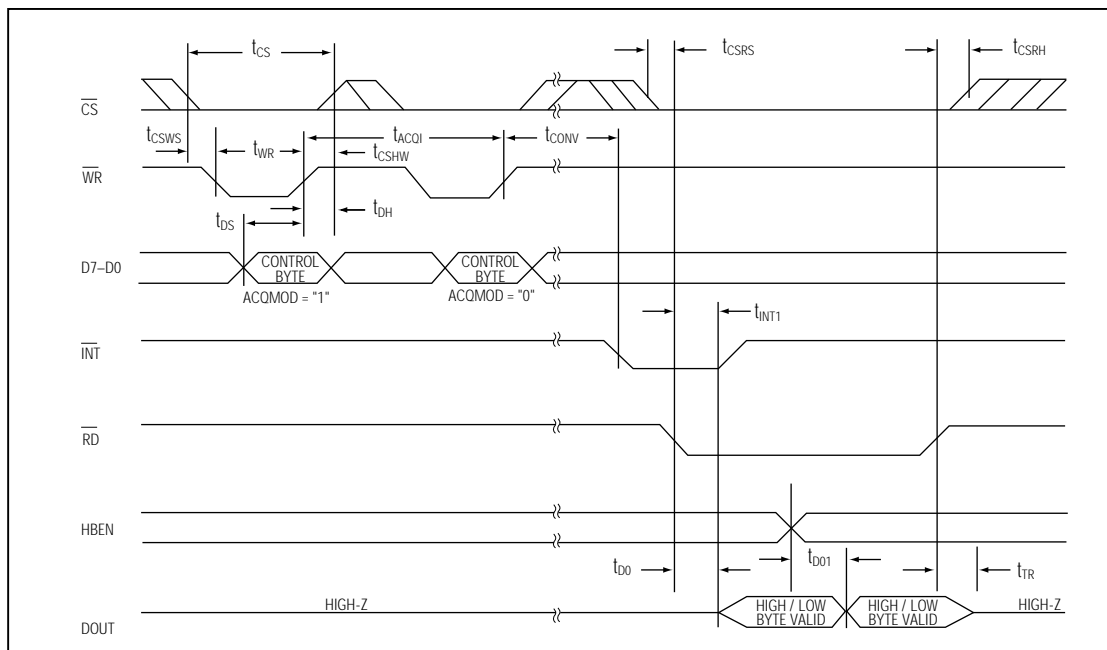 tCS
tCSRS
tCSRH
CS
tCSWS
tWR
tACQI
tCONV
tCSHW
WR
tDS
tDH
D7–D0
CONTROL
BYTE
CONTROL
BYTE
ACQMOD = "1"
ACQMOD = "0"
tINT1
INT
RD
HBEN
tD0
tD01
tTR
HIGH-Z
HIGH / LOW
BYTE VALID
HIGH / LOW
BYTE VALID
HIGH-Z
DOUT